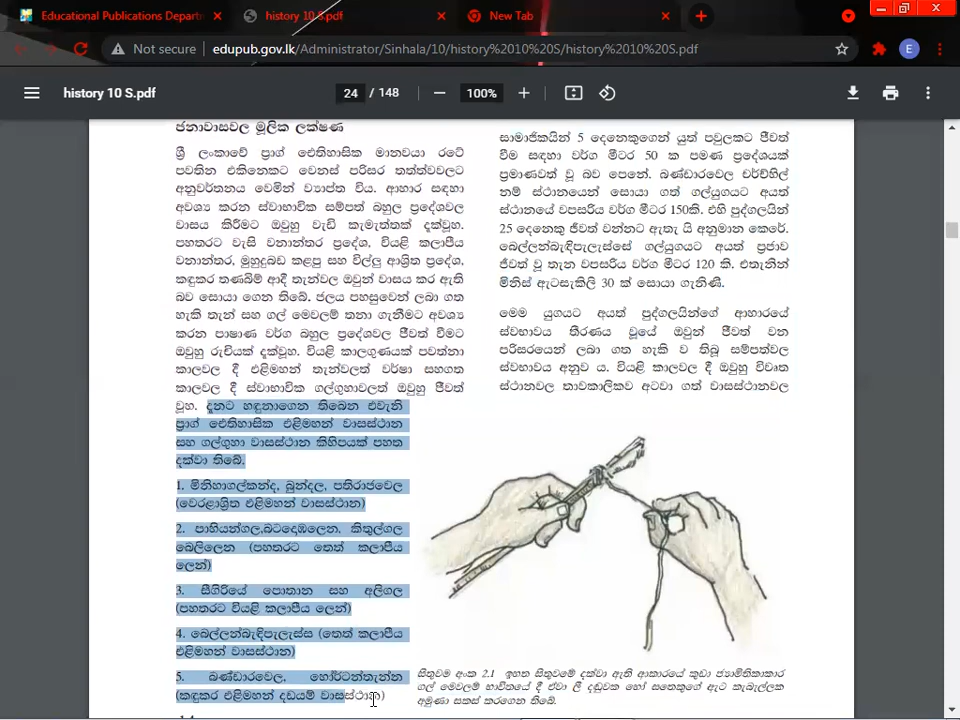 Educational Publications Depart
history 10 S.pdf
New Tab
Not secure
edupub.gov.lk/Administrator/Sinhala/10/history%2010%20S/history%2010%20S.pdf
E
history 10 S.pdf
24 / 148
100%
ජනාවාසවල මූලික ලක්ෂණ
ශ්‍රී ලංකාවේ ප්‍රාග් ඓතිහාසික මානවයා රටේ
පවතින එකිනෙකට වෙනස් පරිසර තත්ත්වවලට
අනුවර්තනය වෙමින් ව්‍යාප්ත විය. ආහාර සඳහා
අවශ්‍ය කරන ස්වාභාවික සම්පත් බහුල ප්‍රදේශවල
වාසය කිරීමට ඔවුහු වැඩි කැමැත්තක් දැක්වූහ.
පහතරට වැසි වනාන්තර ප්‍රදේශ, වියළි කලාපීය
වනාන්තර, මුහුදුබඩ කළපු සහ විල්ලු ආශ්‍රිත ප්‍රදේශ,
කඳුකර තණබිම් ආදී තැන්වල ඔවුන් වාසය කර ඇති
බව සොයා ගෙන තිබේ. ජලය පහසුවෙන් ලබා ගත
හැකි තැන් සහ ගල් මෙවලම් තනා ගැනීමට අවශ්‍ය
කරන පාෂාණ වර්ග බහුල ප්‍රදේශවල ජීවත් වීමට
ඔවුහු රුචියක් දැක්වූහ. වියළි කාලගුණයක් පවත්නා
කාලවල දී එළිමහන් තැන්වලත් වර්ෂා සහගත
කාලවල දී ස්වාභාවික ගල්ගුහාවලත් ඔවුහු ජීවත්
වූහ. දැනට හඳුනාගෙන තිබෙන එවැනි
ප්‍රාග් ඓතිහාසික එළිමහන් වාසස්ථාන
සහ ගල්ගුහා වාසස්ථාන කිහිපයක් පහත
දක්වා තිබේ.
1. මිනිහාගල්කන්ද, බුන්දල, පතිරාජවෙල
(වෙරළාශ්‍රිත එළිමහන් වාසස්ථාන)
2. පාහියන්ගල,බටදොඹලෙන, කිතුල්ගල
බෙලිලෙන (පහතරට තෙත් කලාපීය
ලෙන්)
3. සීගිරියේ පොතාන සහ අලිගල
(පහතරට වියළි කලාපීය ලෙන්)
4. බෙල්ලන්බැඳිපැලැස්ස (තෙත් කලාපීය
එළිමහන් වාසස්ථාන)
5. බණ්ඩාරවෙල, හෝර්ටන්තැන්න
(කඳුකර එළිමහන් දඩයම් වාසස්ථාන)
සාමාජිකයින් 5 දෙනෙකුගෙන් යුත් පවුලකට ජීවත්
වීම සඳහා වර්ග මීටර 50 ක පමණ ප්‍රදේශයක්
ප්‍රමාණවත් වූ බව පෙනේ. බණ්ඩාරවෙල චර්ච්හිල්
නම් ස්ථානයෙන් සොයා ගත් ගල්යුගයට අයත්
ස්ථානයේ වපසරිය වර්ග මීටර 150කි. එහි පුද්ගලයින්
25 දෙනෙකු ජීවත් වන්නට ඇතැ යි අනුමාන කෙරේ.
බෙල්ලන්බැඳිපැලැස්සේ ගල්යුගයට අයත් ප්‍රජාව
ජීවත් වූ තැන වපසරිය වර්ග මීටර 120 කි. එතැනින්
මිනිස් ඇටසැකිලි 30 ක් සොයා ගැනිණි.
මෙම යුගයට අයත් පුද්ගලයින්ගේ ආහාරයේ
ස්වභාවය තීරණය වූයේ ඔවුන් ජීවත් වන
පරිසරයෙන් ලබා ගත හැකි ව තිබූ සම්පත්වල
ස්වභාවය අනුව ය. වියළි කාලවල දී ඔවුහු විවෘත
ස්ථානවල තාවකාලිකව අටවා ගත් වාසස්ථානවල
සිතුවම අංක 2.1 ඉහත සිතුවමේ දක්වා ඇති ආකාරයේ කුඩා ජ්‍යාමිතිකාකාර
ගල් මෙවලම් භාවිතයේ දී ඒවා ලී දඬුවක හෝ සතෙකුගේ ඇට කැබැල්ලක
අමුණා සකස් කරගෙන තිබේ.